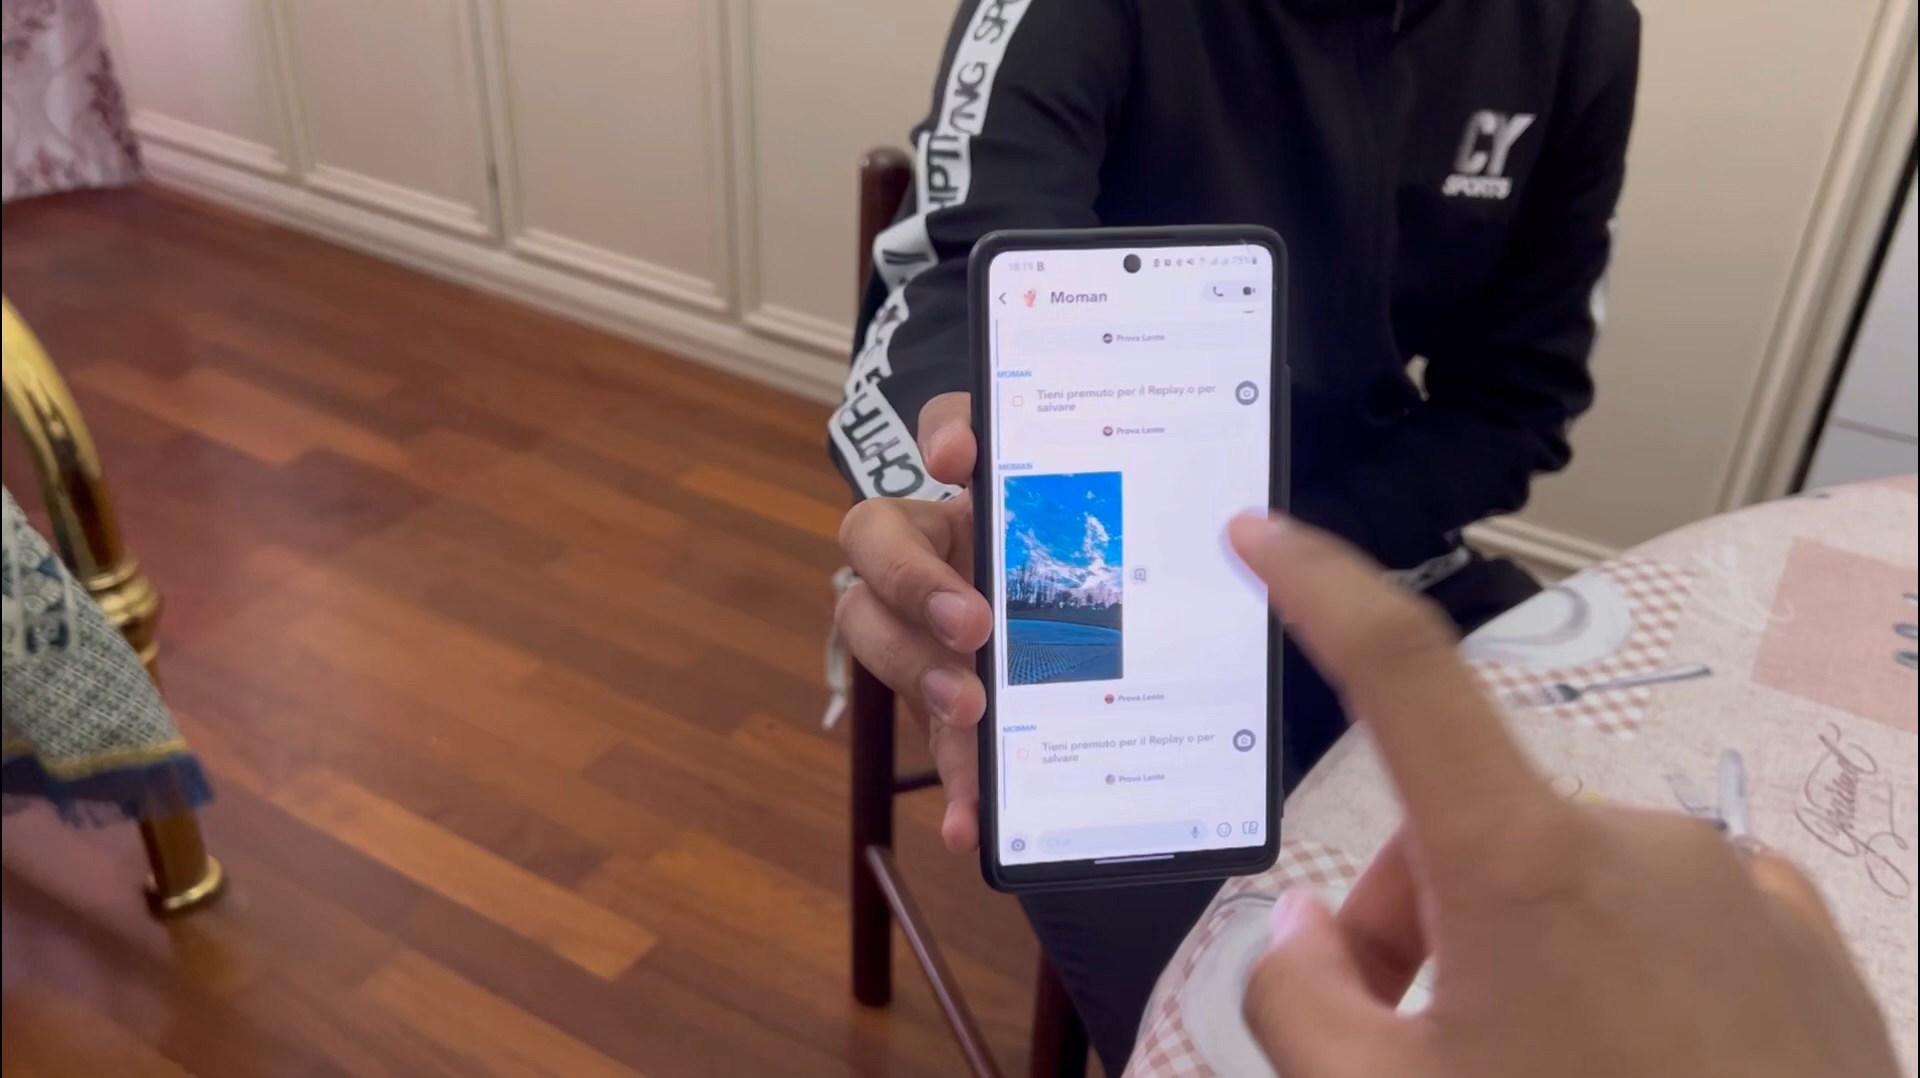 CY
SPORTS
Moman
Prova Lente
MOMAN
Tieni premuto per il Replay o per
salvare
Prova Lente
MOMAN
Prova Lente
MOMAN
Tieni premuto per il Replay o per
salvare
Prova Lente